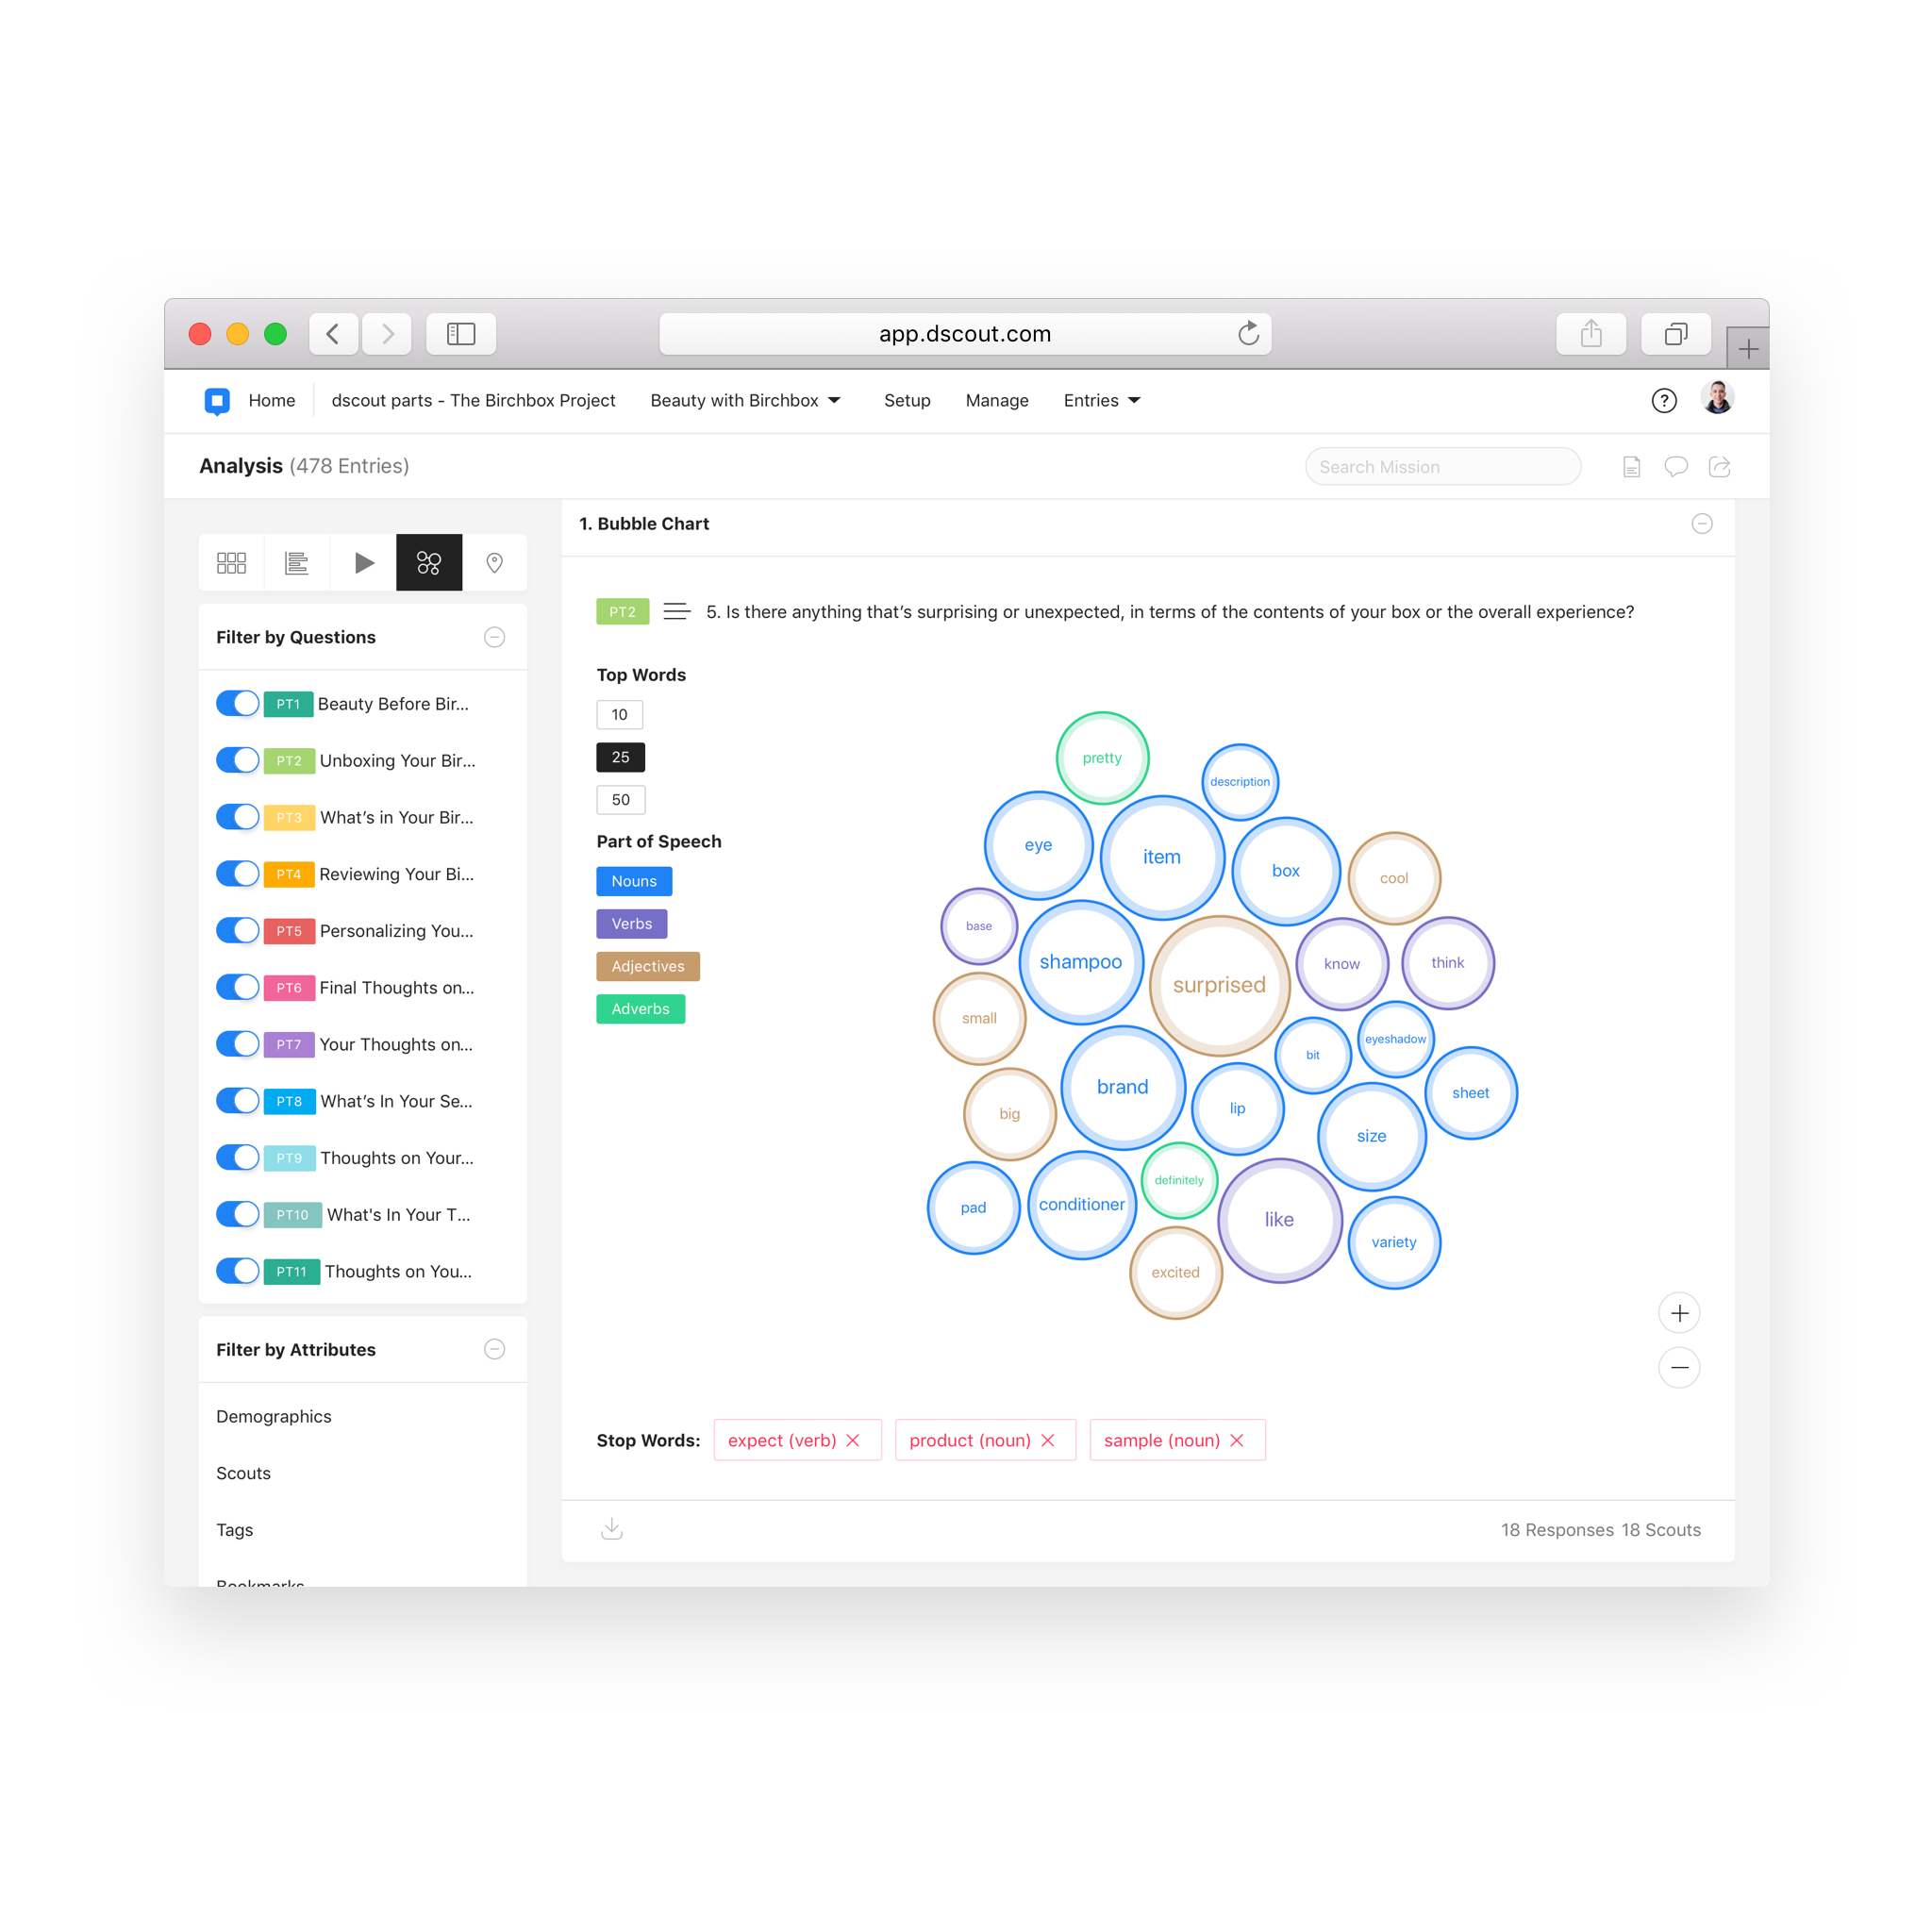 app.dscout.com
Home
dscout parts - The Birchbox Project
Beauty with Birchbox
Setup
Manage
Entries
?
Analysis (478 Entries)
Search Mission
1. Bubble Chart
Filter by Questions
PT1 Beauty Before Bir...
PT2 Unboxing Your Bir...
PT3 What’s in Your Bir...
PT4 Reviewing Your Bi...
PT5 Personalizing You...
PT6 Final Thoughts on...
PT7 Your Thoughts on...
PT8 What’s In Your Se...
PT9 Thoughts on Your...
PT10 What's In Your T...
PT11 Thoughts on You...
Filter by Attributes
Demographics
Scouts
Tags
Bookmarks
PT2 5. Is there anything that’s surprising or unexpected, in terms of the contents of your box or the overall experience?
Top Words
10
25
50
Part of Speech
Nouns
Verbs
Adjectives
Adverbs
pretty
description
eye
item
box
cool
base
shampoo
surprised
know
think
small
bit
eyeshadow
brand
lip
sheet
big
size
pad
conditioner
definitely
like
variety
excited
Stop Words: expect (verb) product (noun) sample (noun)
18 Responses 18 Scouts